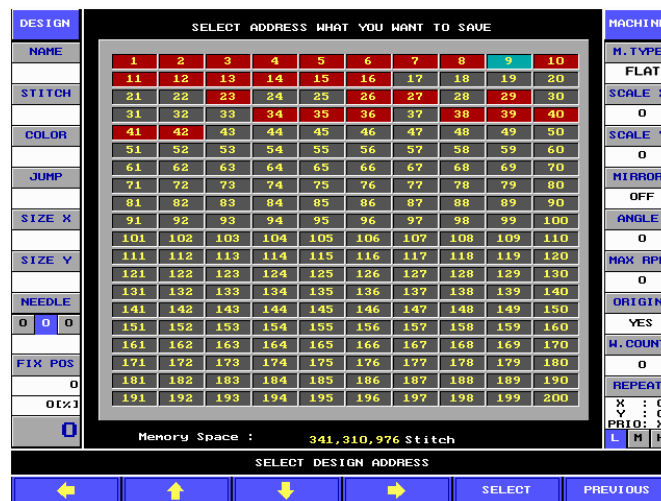 DESIGN
SELECT ADDRESS WHAT YOU WANT TO SAVE
MACHINE
NAME
STITCH
COLOR
JUMP
SIZE X
SIZE Y
NEEDLE
0 0 0
FIX POS
0
0[%]
0
1 2 3 4 5 6 7 8 9 10
11 12 13 14 15 16 17 18 19 20
21 22 23 24 25 26 27 28 29 30
31 32 33 34 35 36 37 38 39 40
41 42 43 44 45 46 47 48 49 50
51 52 53 54 55 56 57 58 59 60
61 62 63 64 65 66 67 68 69 70
71 72 73 74 75 76 77 78 79 80
81 82 83 84 85 86 87 88 89 90
91 92 93 94 95 96 97 98 99 100
101 102 103 104 105 106 107 108 109 110
111 112 113 114 115 116 117 118 119 120
121 122 123 124 125 126 127 128 129 130
131 132 133 134 135 136 137 138 139 140
141 142 143 144 145 146 147 148 149 150
151 152 153 154 155 156 157 158 159 160
161 162 163 164 165 166 167 168 169 170
171 172 173 174 175 176 177 178 179 180
181 182 183 184 185 186 187 188 189 190
191 192 193 194 195 196 197 198 199 200
Memory Space : 341,310,976 Stitch
M.TYPE
FLAT
SCALE X
0
SCALE
0
MIRROR
OFF
ANGLE
0
MAX RPM
0
ORIGIN
YES
W.COUNT
0
REPEAT
X : 0
Y : 0
PRIO: X
L M H
SELECT DESIGN ADDRESS
SELECT PREVIOUS